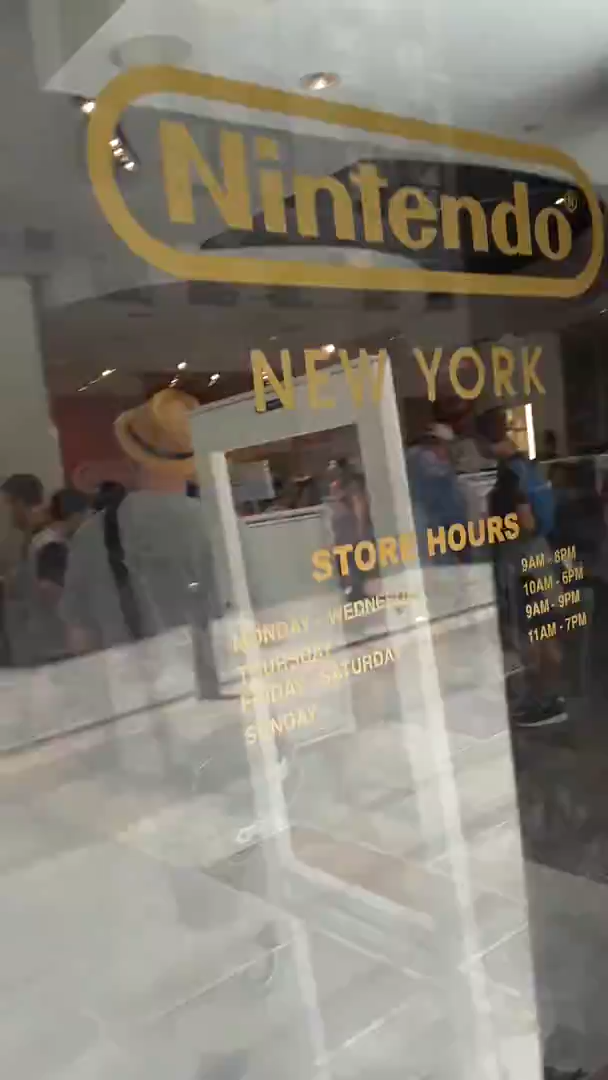 Nintendo®
NEW YORK
STORE HOURS
MONDAY - WEDNESDAY 9AM - 8PM
THURSDAY 10AM - 6PM
FRIDAY - SATURDAY 9AM - 9PM
SUNDAY 11AM - 7PM